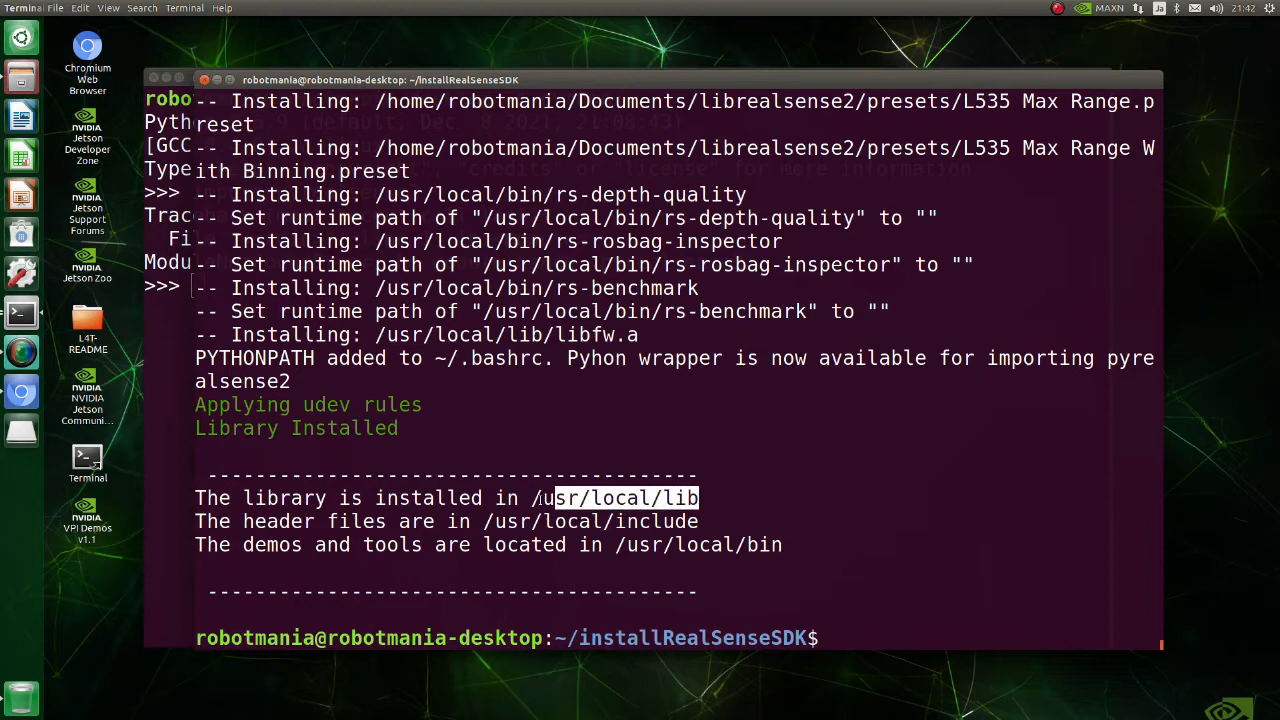 Terminal File Edit View Search Terminal Help
MAXN Ja 21:42
Chromium
Web
Browser
NVIDIA
Jetson
Developer
Zone
NVIDIA
Jetson
Support
Forums
NVIDIA
Jetson Zoo
L4T-
README
NVIDIA
NVIDIA
Jetson
Communi...
Terminal
NVIDIA
VPI Demos
v1.1
robotmania@robotmania-desktop: ~/installRealSenseSDK
robo
Pyth
[GCC
Type
>>>
Trac
Fi
Modu
>>>
-- Installing: /home/robotmania/Documents/librealsense2/presets/L535 Max Range.p
reset
-- Installing: /home/robotmania/Documents/librealsense2/presets/L535 Max Range W
ith Binning.preset
-- Installing: /usr/local/bin/rs-depth-quality
-- Set runtime path of "/usr/local/bin/rs-depth-quality" to ""
-- Installing: /usr/local/bin/rs-rosbag-inspector
-- Set runtime path of "/usr/local/bin/rs-rosbag-inspector" to ""
-- Installing: /usr/local/bin/rs-benchmark
-- Set runtime path of "/usr/local/bin/rs-benchmark" to ""
-- Installing: /usr/local/lib/libfw.a
PYTHONPATH added to ~/.bashrc. Pyhon wrapper is now available for importing pyre
alsense2
Applying udev rules
Library Installed
-----------------------------------------
The library is installed in /usr/local/lib
The header files are in /usr/local/include
The demos and tools are located in /usr/local/bin
-----------------------------------------
robotmania@robotmania-desktop:~/installRealSenseSDK$